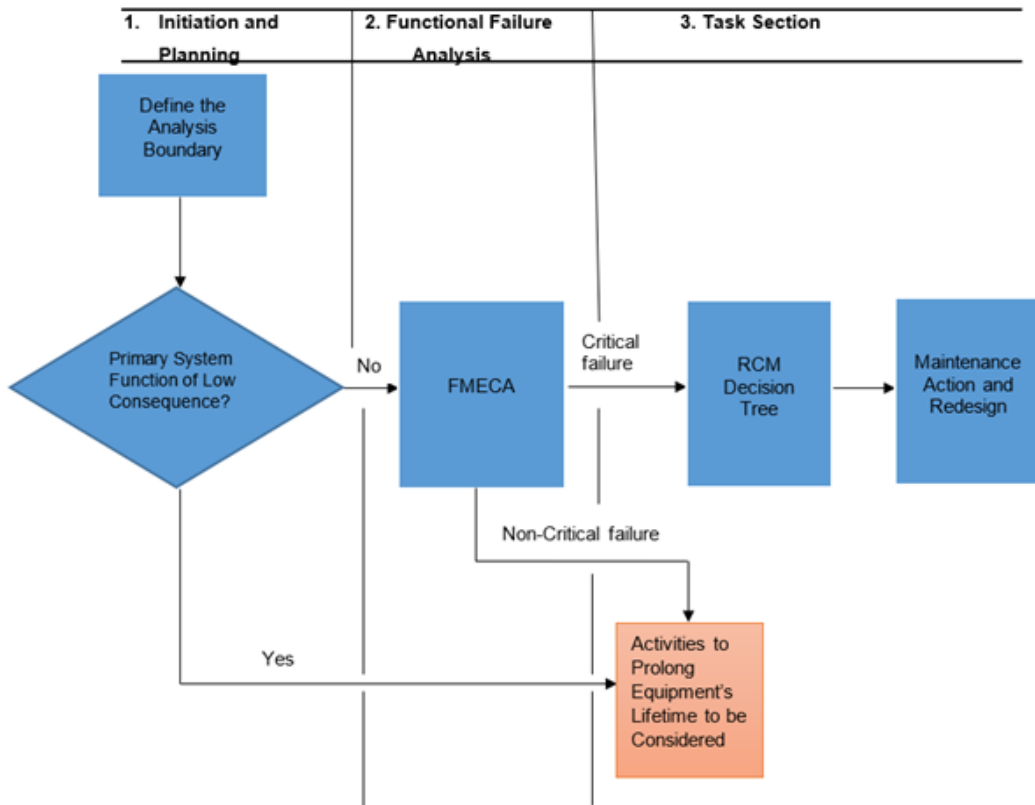 1. Initiation and
Planning
2. Functional Failure
Analysis
3. Task Section
Define the
Analysis
Boundary
Primary System
Function of Low
Consequence?
No
FMECA
Critical
failure
RCM
Decision
Tree
Maintenance
Action and
Redesign
Non-Critical failure
Yes
Activities to
Prolong
Equipment's
Lifetime to be
Considered